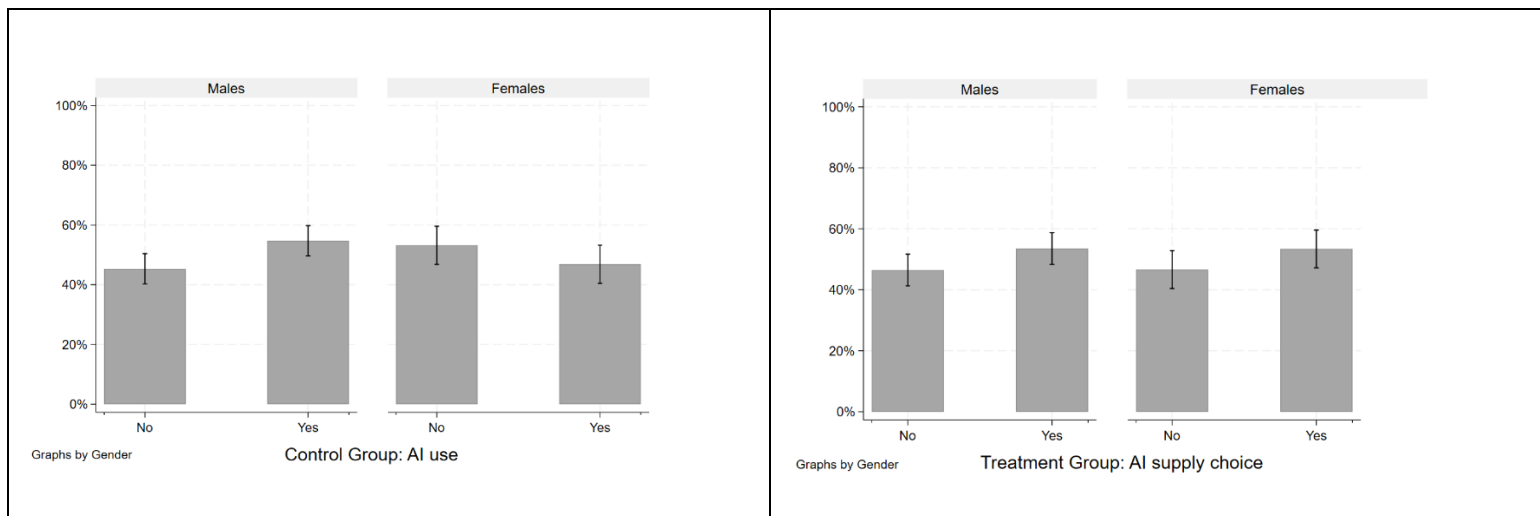 Males Females
100%
80%
60%
40%
20%
0%
No Yes No Yes
Graphs by Gender
Control Group: AI use
Males Females
100%
80%
60%
40%
20%
0%
No Yes No Yes
Graphs by Gender
Treatment Group: AI supply choice